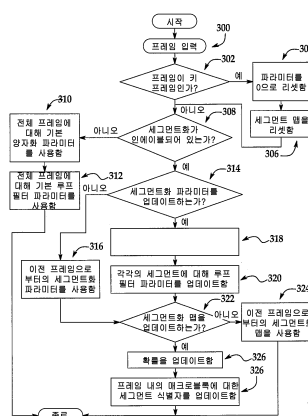 시작
300
프레임 입력
302
프레임이 키
프레임인가?
예
30
파라미터를
0으로 리셋함
아니오
세그먼트 맵을
리셋함
306
308
세그먼트화가
인에이블되어 있는가?
아니오
310
전체 프레임에
대해 기본
양자화 파라미터
를 사용함
예
312
전체 프레임에
대해 기본 루프
필터 파라미터를
사용함
314
세그먼트화 파라미터를
업데이트하는가?
아니오
예
318
316
이전 프레임으로
부터의 세그먼트화
파라미터를 사용함
각각의 세그먼트에 대해 루프
필터 파라미터를 업데이트함
320
322
세그먼트화 맵을
업데이트하는가?
아니오
324
이전 프레임으로
부터의 세그먼트화
맵을 사용함
예
확률을 업데이트함
326
프레임 내의 매크로블록에 대한
세그먼트 식별자를 업데이트함
326
종료